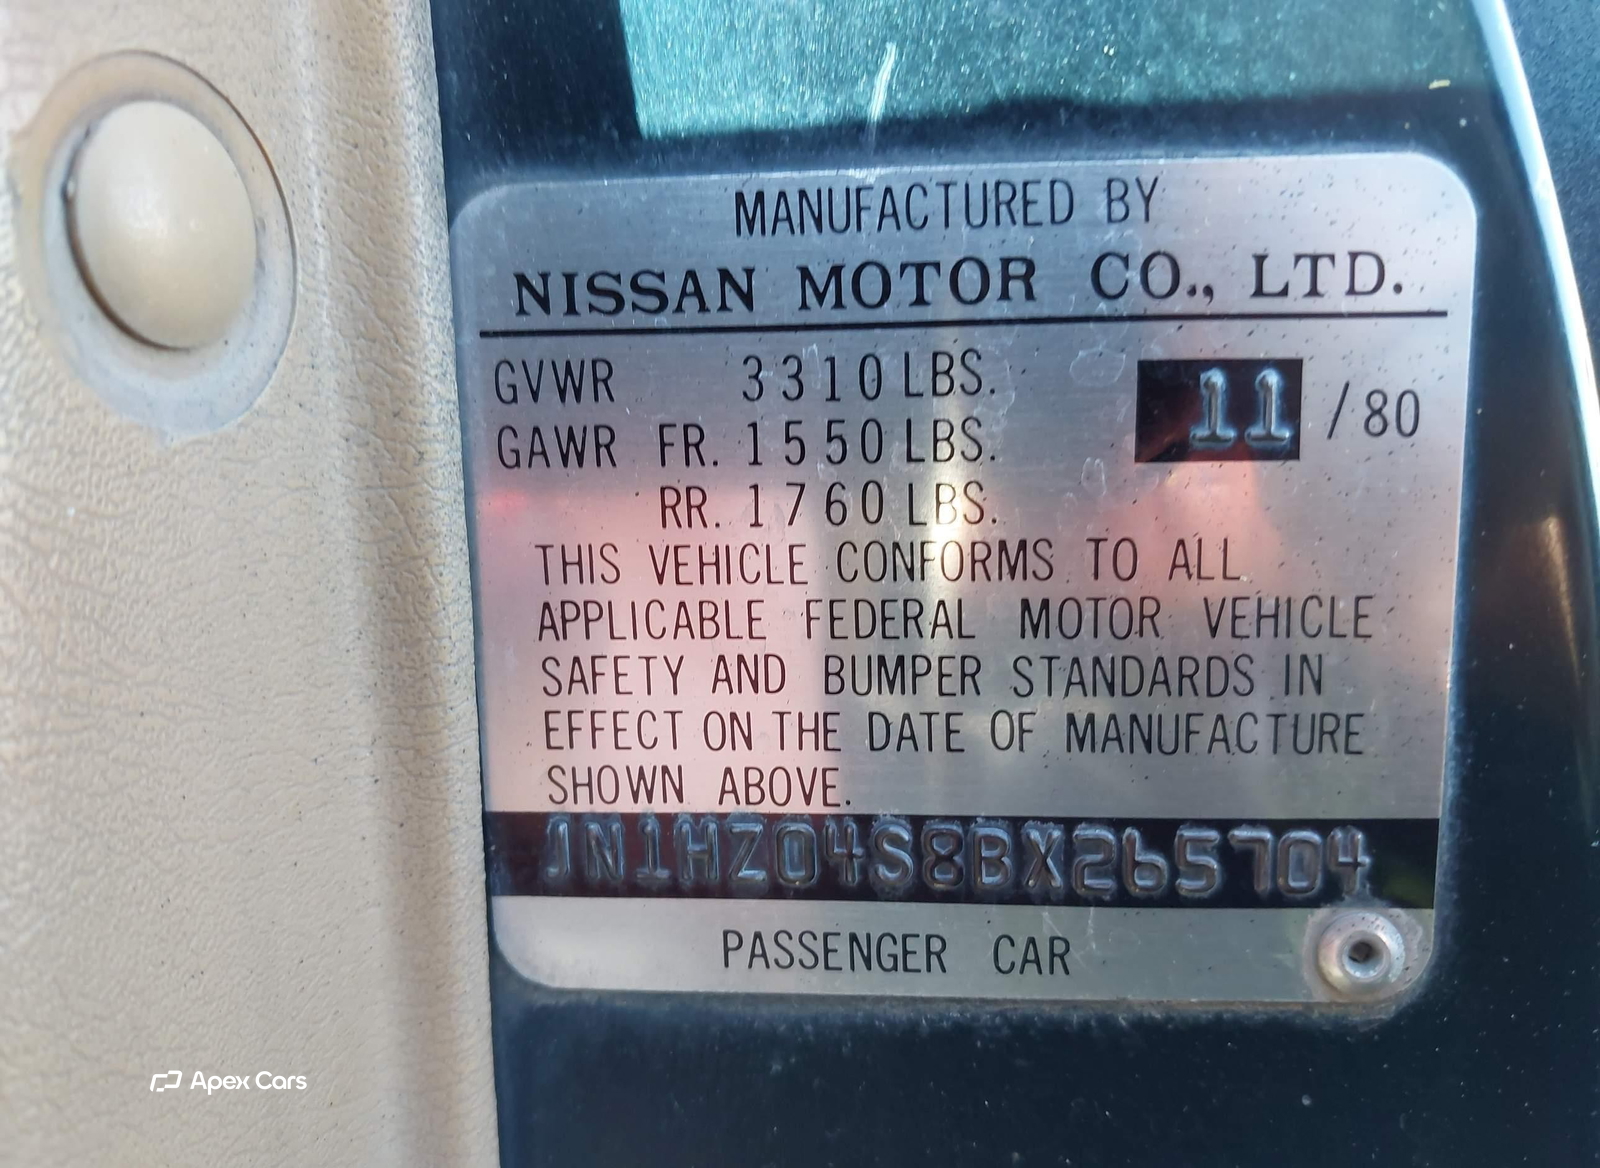 MANUFACTURED BY
NISSAN MOTOR CO., LTD.
GVWR 3310 LBS. 11 /80
GAWR FR. 1550 LBS.
RR. 1760 LBS.
THIS VEHICLE CONFORMS TO ALL
APPLICABLE FEDERAL MOTOR VEHICLE
SAFETY AND BUMPER STANDARDS IN
EFFECT ON THE DATE OF MANUFACTURE
SHOWN ABOVE.
JN1HZ04S8BX265704
PASSENGER CAR
Apex Cars